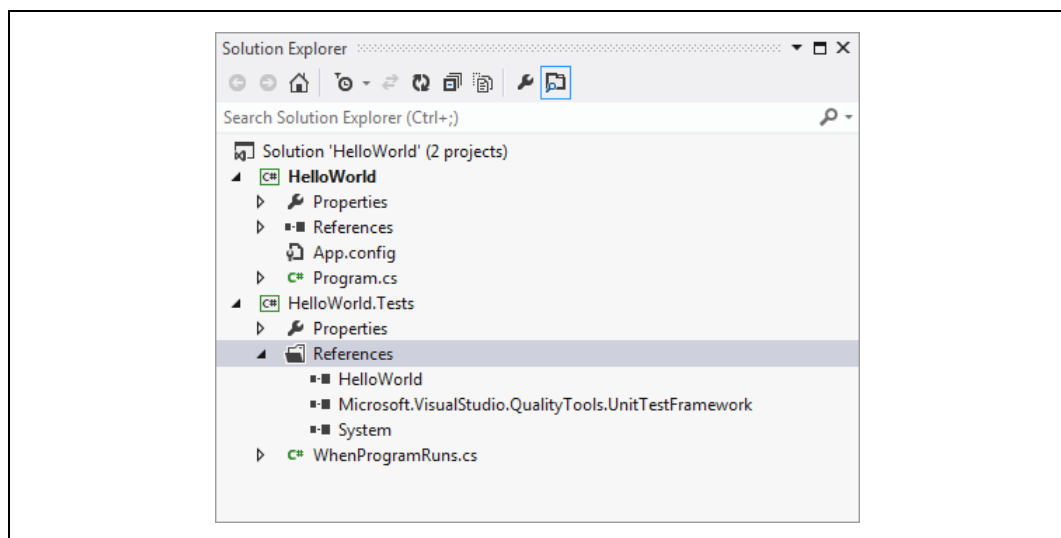 Solution Explorer
Search Solution Explorer (Ctrl+;)
Solution 'HelloWorld' (2 projects)
C# HelloWorld
Properties
References
App.config
C# Program.cs
C# HelloWorld.Tests
Properties
References
HelloWorld
Microsoft.VisualStudio.QualityTools.UnitTestFramework
System
C# WhenProgramRuns.cs